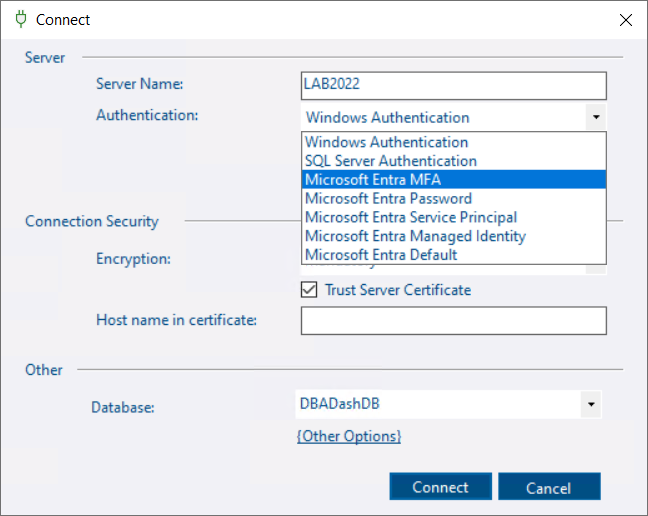 Connect
Server
Server Name: LAB2022
Authentication: Windows Authentication
Windows Authentication
SQL Server Authentication
Microsoft Entra MFA
Microsoft Entra Password
Microsoft Entra Service Principal
Microsoft Entra Managed Identity
Microsoft Entra Default
Connection Security
Encryption:
Trust Server Certificate
Host name in certificate:
Other
Database: DBADashDB
{Other Options}
Connect Cancel